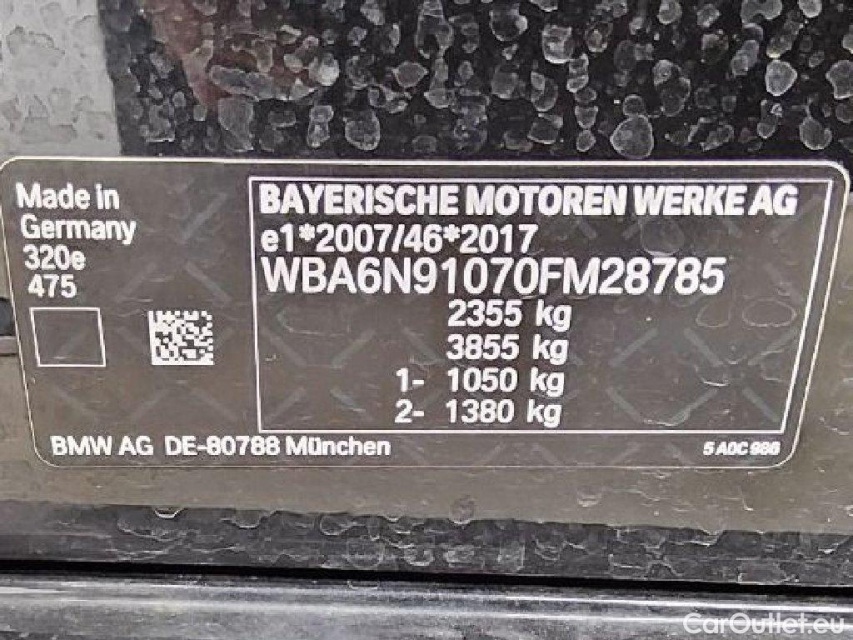 Made in
Germany
320e
475
BAYERISCHE MOTOREN WERKE AG
e1*2007/46*2017
WBA6N91070FM28785
2355 kg
3855 kg
1- 1050 kg
2- 1380 kg
BMW AG DE-80788 München
5 A0C 986
CarOutlet.eu